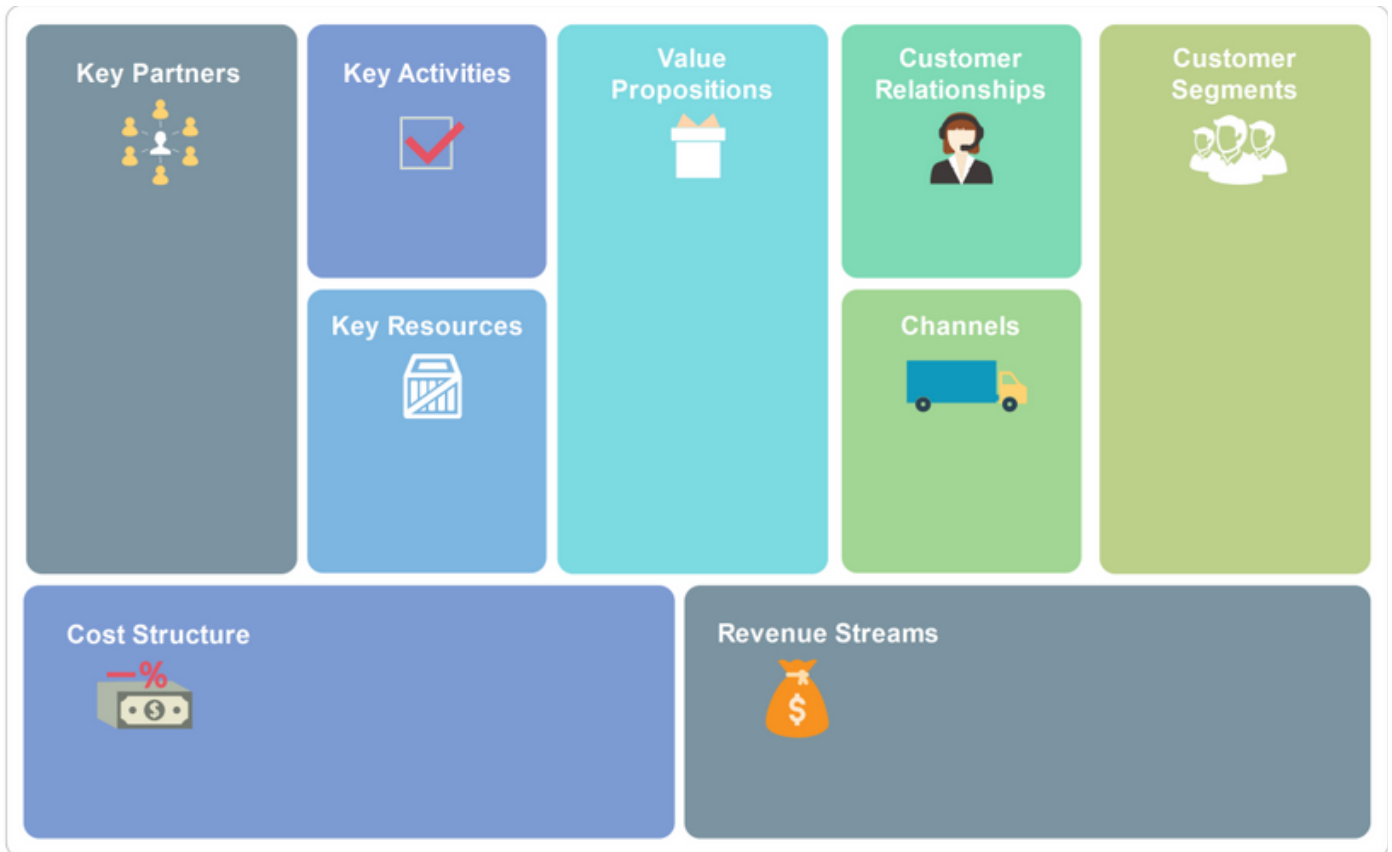 Key Partners
Key Activities
Value
Propositions
Customer
Relationships
Customer
Segments
Key Resources
Channels
Cost Structure
–%
$
Revenue Streams
$